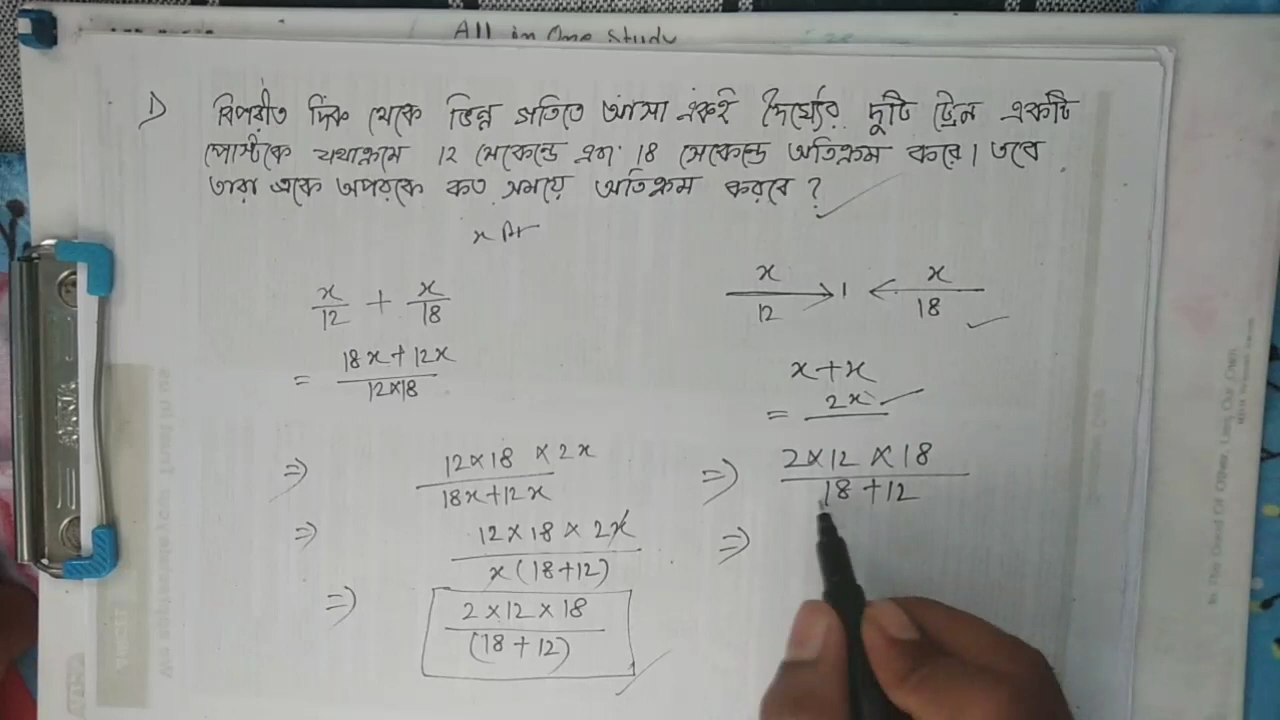 All in One Study
1) বিপরীত দিক থেকে ভিন্ন গতিতে আসা একই দৈর্ঘ্যের দুটি ট্রেন একটি
পোস্টকে যথাক্রমে 12 সেকেন্ডে এবং 18 সেকেন্ডে অতিক্রম করে। তবে
তারা একে অপরকে কত সময়ে অতিক্রম করবে ?
x/12 + x/18
x/12 → | ← x/18
= (18x+12x)/(12×18)
x+x
= 2x
⇒ (12×18×2x)/(18x+12x)
⇒ (2×12×18)/(18+12)
⇒ (12×18×2x)/(x(18+12))
⇒
⇒ (2×12×18)/((18+12))